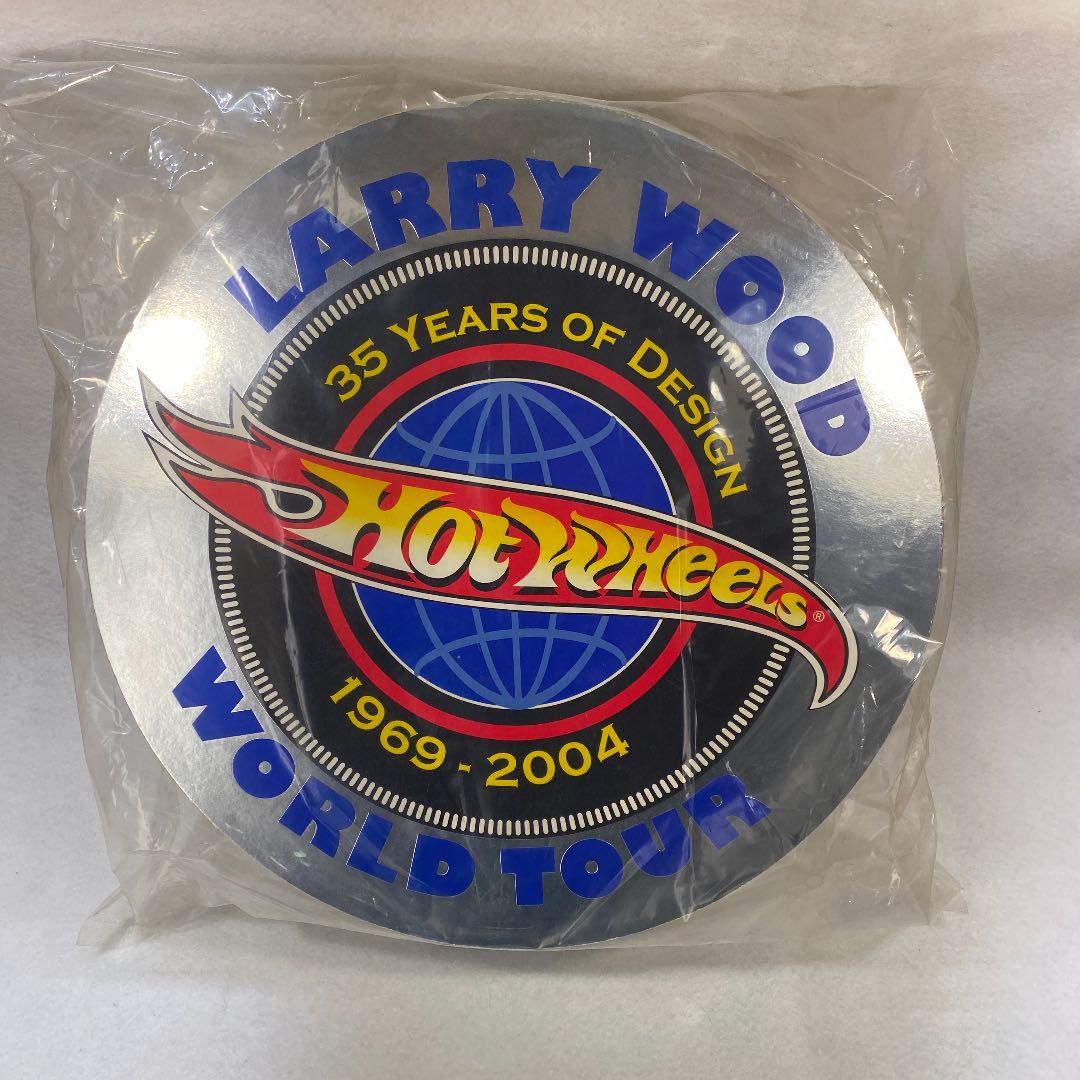 LARRY WOOD
35 YEARS OF DESIGN
HOT WHEELS ®
1969 - 2004
WORLD TOUR